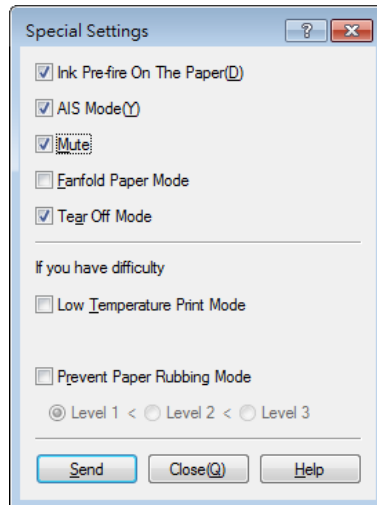 Special Settings
Ink Pre-fire On The Paper(D)
AIS Mode(Y)
Mute
Fanfold Paper Mode
Tear Off Mode
If you have difficulty
Low Temperature Print Mode
Prevent Paper Rubbing Mode
Level 1 < Level 2 < Level 3
Send Close(Q) Help